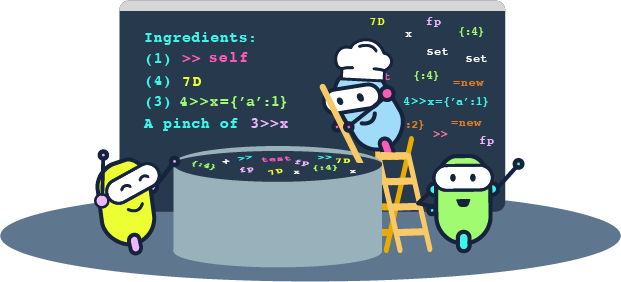 Ingredients:
(1) >> self
(4) 7D
(3) 4>>x={’a’:1}
A pinch of 3>>x
7D
fp
x
{:4}
Set
Set
{:4}
=new
4>>x={’a’:1}
:2}
=new
>>
fp
{:4} + >> test fp >> 7D
fp 7D x {:4} x